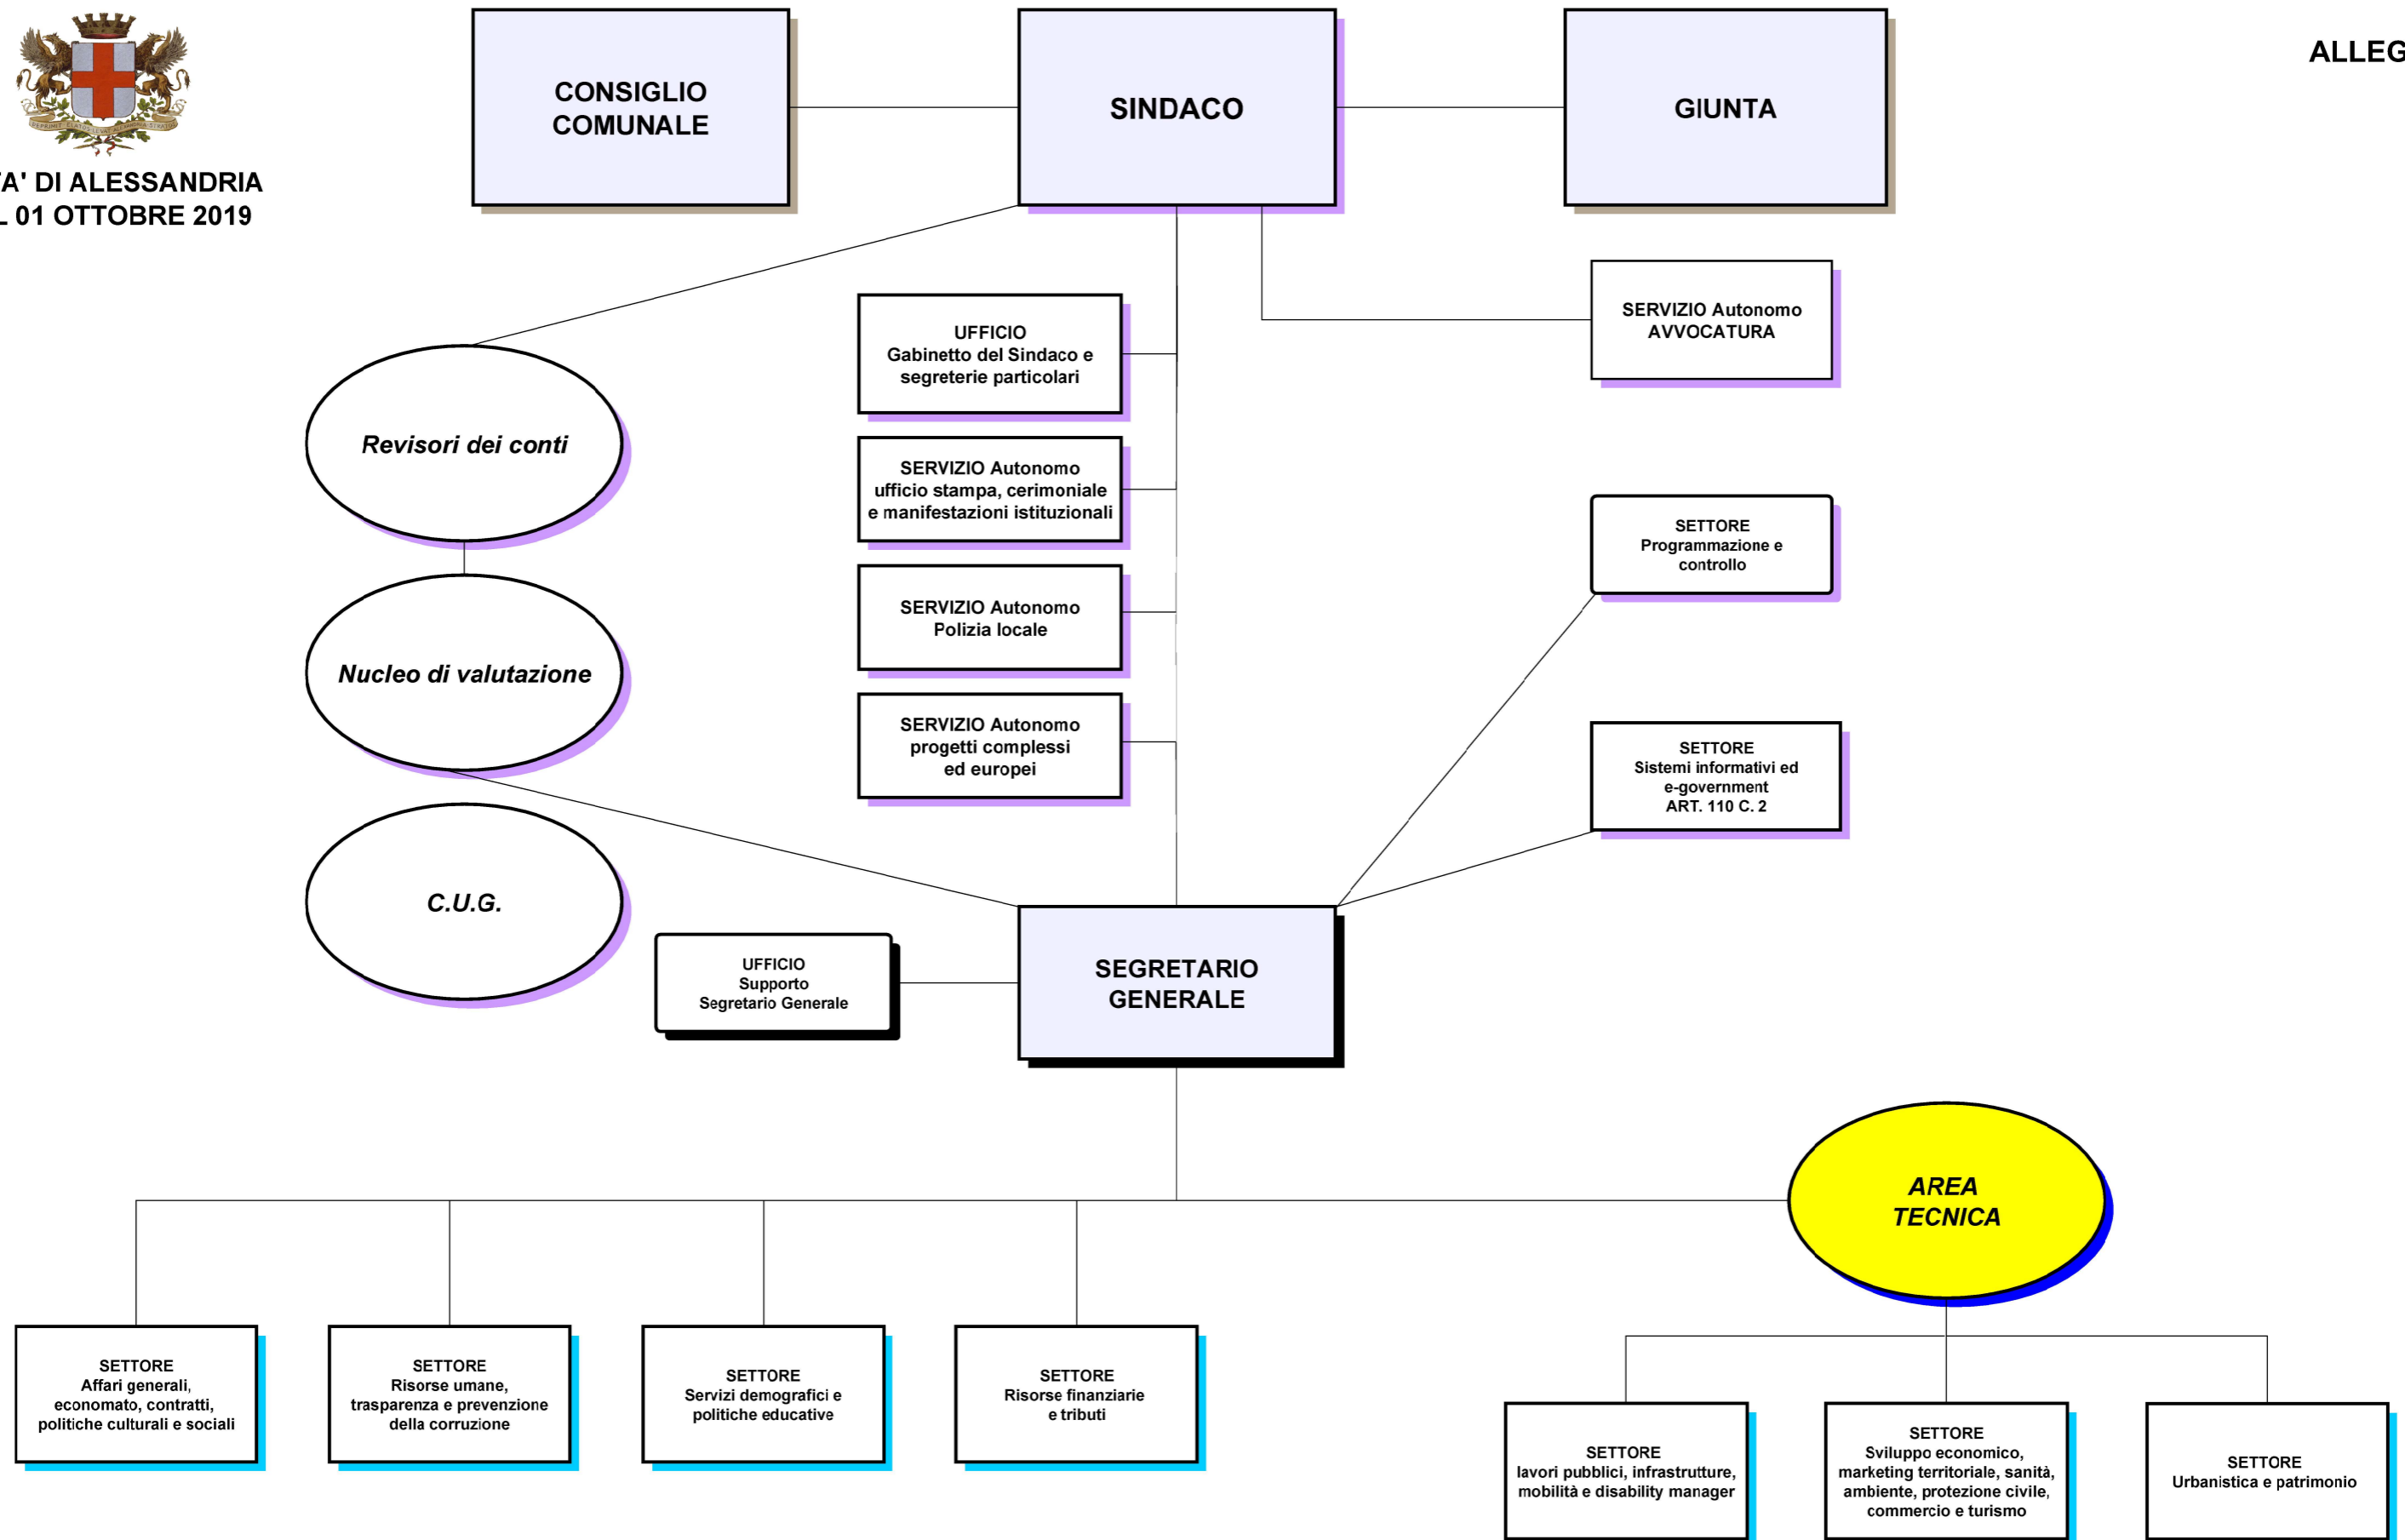 ALLEG
CONSIGLIO
COMUNALE
SINDACO
GIUNTA
TA' DI ALESSANDRIA
L 01 OTTOBRE 2019
SERVIZIO Autonomo
AVVOCATURA
UFFICIO
Gabinetto del Sindaco e
segreterie particolari
Revisori dei conti
SERVIZIO Autonomo
ufficio stampa, cerimoniale
e manifestazioni istituzionali
SETTORE
Programmazione e
controllo
SERVIZIO Autonomo
Polizia locale
Nucleo di valutazione
SERVIZIO Autonomo
progetti complessi
ed europei
SETTORE
Sistemi informativi ed
e-government
ART. 110 C. 2
C.U.G.
UFFICIO
Supporto
Segretario Generale
SEGRETARIO
GENERALE
AREA
TECNICA
SETTORE
Affari generali,
economato, contratti,
politiche culturali e sociali
SETTORE
Risorse umane,
trasparenza e prevenzione
della corruzione
SETTORE
Servizi demografici e
politiche educative
SETTORE
Risorse finanziarie
e tributi
SETTORE
lavori pubblici, infrastrutture,
mobilità e disability manager
SETTORE
Sviluppo economico,
marketing territoriale, sanità,
ambiente, protezione civile,
commercio e turismo
SETTORE
Urbanistica e patrimonio